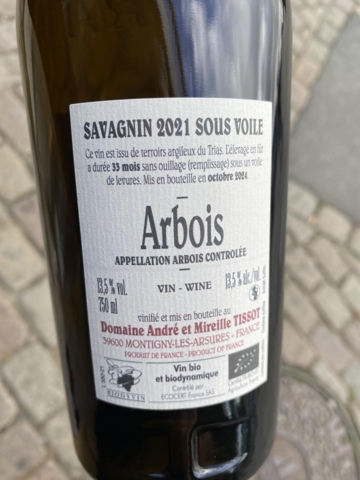 SAVAGNIN 2021 SOUS VOILE
Ce vin est issu de terroirs argileux du Trias. L'élevage en fût
a durée 33 mois sans ouillage (remplissage) sous un voile
de levures. Mis en bouteille en octobre 2024
Arbois
APPELLATION ARBOIS CONTROLÉE
13,5 % vol.
750 ml
VIN - WINE
13,5 % alc./vol.
vinifié et mis en bouteille au
Domaine André et Mireille TISSOT
39600 MONTIGNY-LES-ARSURES - FRANCE
PRODUIT DE FRANCE - PRODUCT OF FRANCE
Vin bio
et biodynamique
Contrôlé par
ECOCERT France SAS
BIODYVIN